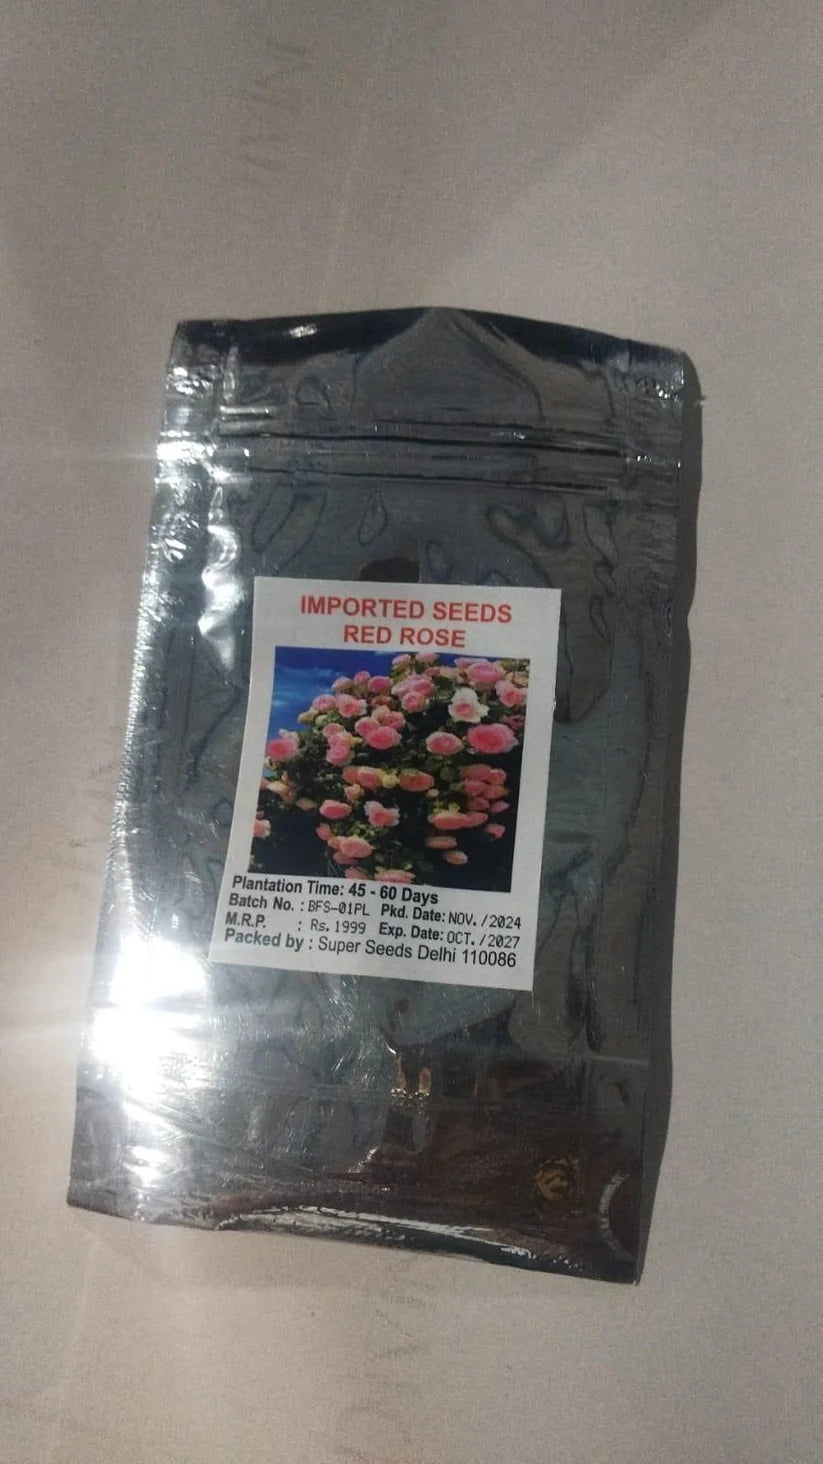 IMPORTED SEEDS
RED ROSE
Plantation Time: 45 - 60 Days
Batch No. : BFS-01PL Pkd. Date: NOV. /2024
M.R.P. : Rs. 1999 Exp. Date: OCT. /2027
Packed by : Super Seeds Delhi 110086